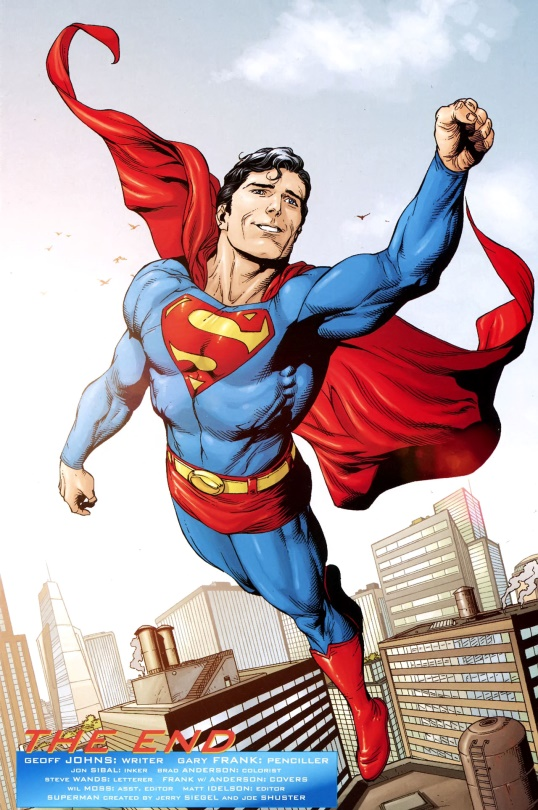 S
THE END
GEOFF JOHNS: WRITER GARY FRANK: PENCILLER
JON SIBAL: INKER BRAD ANDERSON: COLORIST
STEVE WANDS: LETTERER FRANK W/ ANDERSON: COVERS
WIL MOSS: ASST. EDITOR MATT IDELSON: EDITOR
SUPERMAN CREATED BY JERRY SIEGEL AND JOE SHUSTER